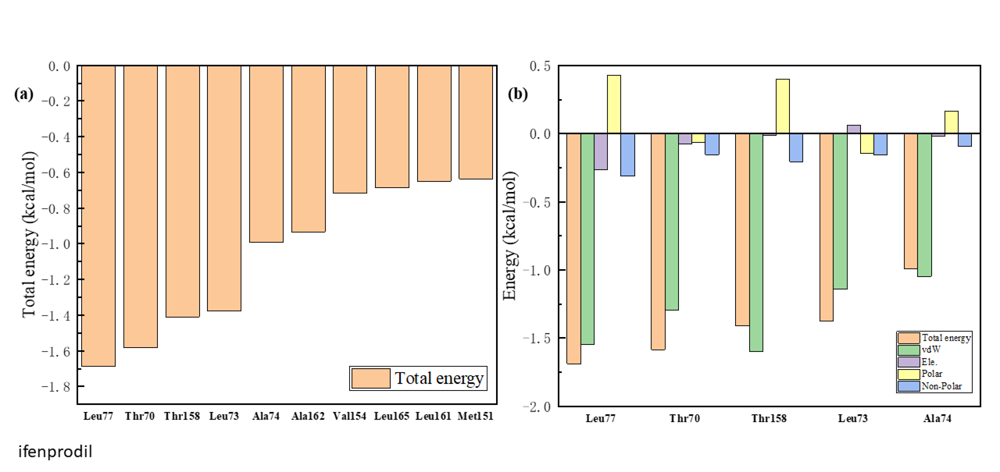 (a)
Total energy (kcal/mol)
0.0
-0.2
-0.4
-0.6
-0.8
-1.0
-1.2
-1.4
-1.6
-1.8
Total energy
Leu77 Thr70 Thr158 Leu73 Ala74 Ala162 Val154 Leu165 Leu161 Met151
(b)
Energy (kcal/mol)
0.5
0.0
-0.5
-1.0
-1.5
-2.0
Total energy
vdW
Ele.
Polar
Non-Polar
Leu77 Thr70 Thr158 Leu73 Ala74
ifenprodil